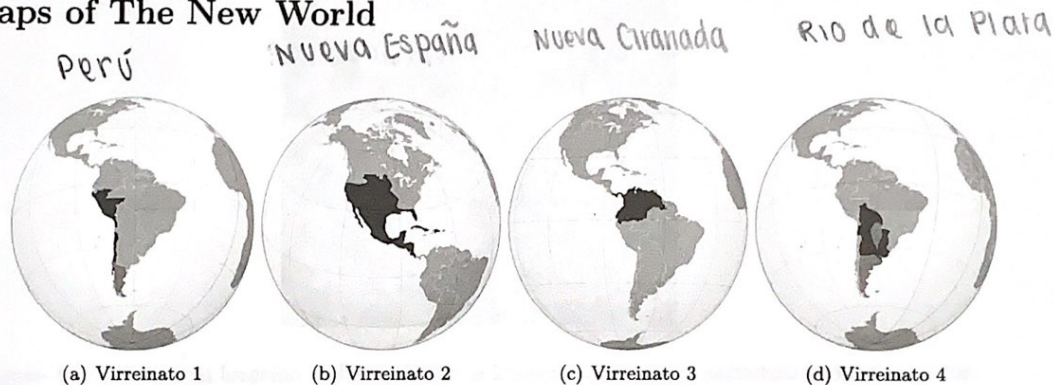 aps of The New World
Perú
Nueva España
Nueva Granada
Rio de la Plata
(a) Virreinato 1
(b) Virreinato 2
(c) Virreinato 3
(d) Virreinato 4